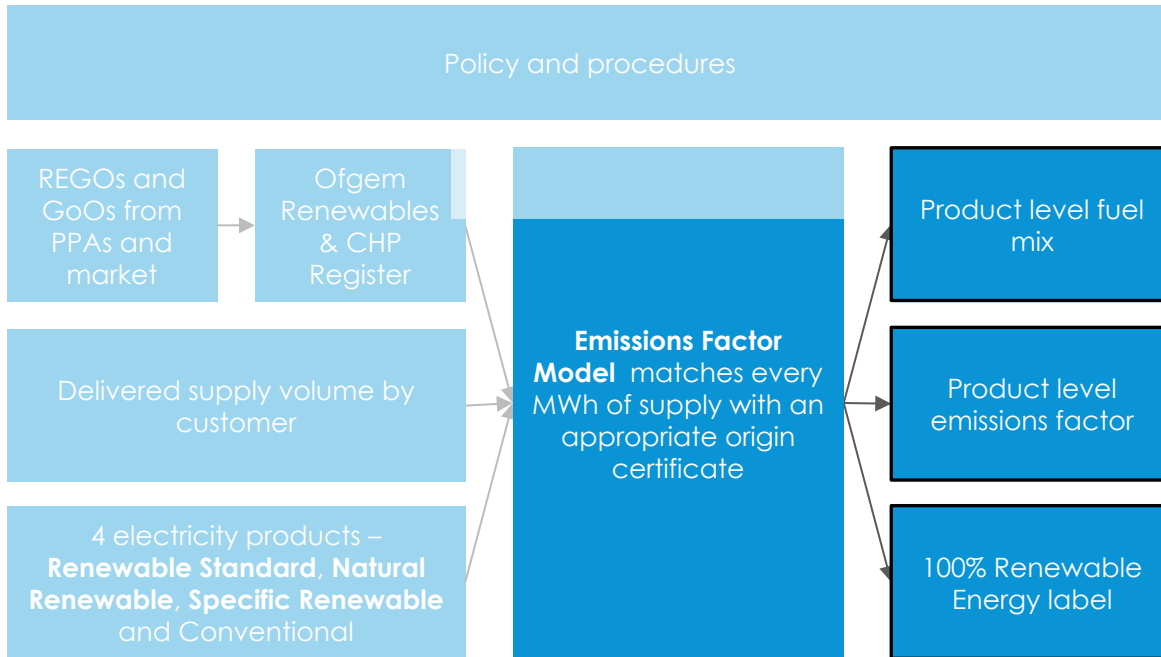 Policy and procedures
REGOs and
GoOs from
PPAs and
market
Ofgem
Renewables
& CHP
Register
Delivered supply volume by
customer
4 electricity products –
Renewable Standard, Natural
Renewable, Specific Renewable
and Conventional
Emissions Factor
Model matches every
MWh of supply with an
appropriate origin
certificate
Product level fuel
mix
Product level
emissions factor
100% Renewable
Energy label